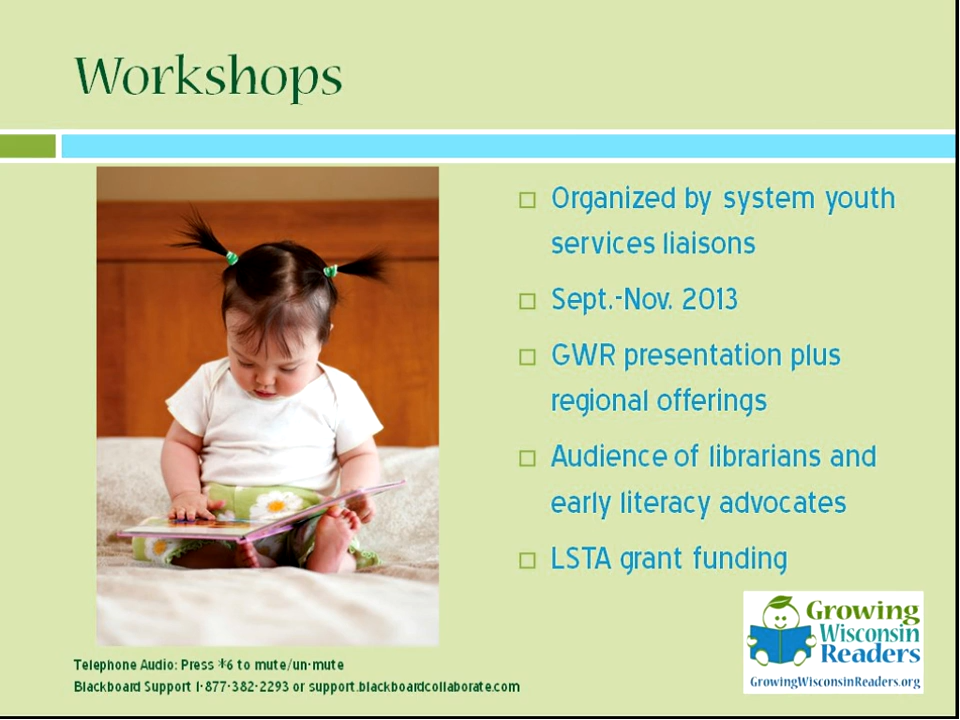 Workshops
Organized by system youth
services liaisons
Sept.-Nov. 2013
GWR presentation plus
regional offerings
Audience of librarians and
early literacy advocates
LSTA grant funding
Growing
Wisconsin
Readers
GrowingWisconsinReaders.org
Telephone Audio: Press *6 to mute/un-mute
Blackboard Support 1-877-382-2293 or support.blackboardcollaborate.com